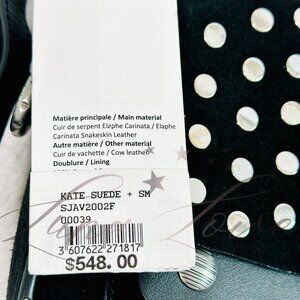 Matière principale / Main material
Cuir de serpent Elaphe Carinata / Elaphe
Carinata Snakeskin Leather
Autre matière / Other material
Cuir de vachette / Cow leather
Doublure / Lining
KATE SUEDE + SM
SJAV2002F
00039
3 607622 271817
$548.00